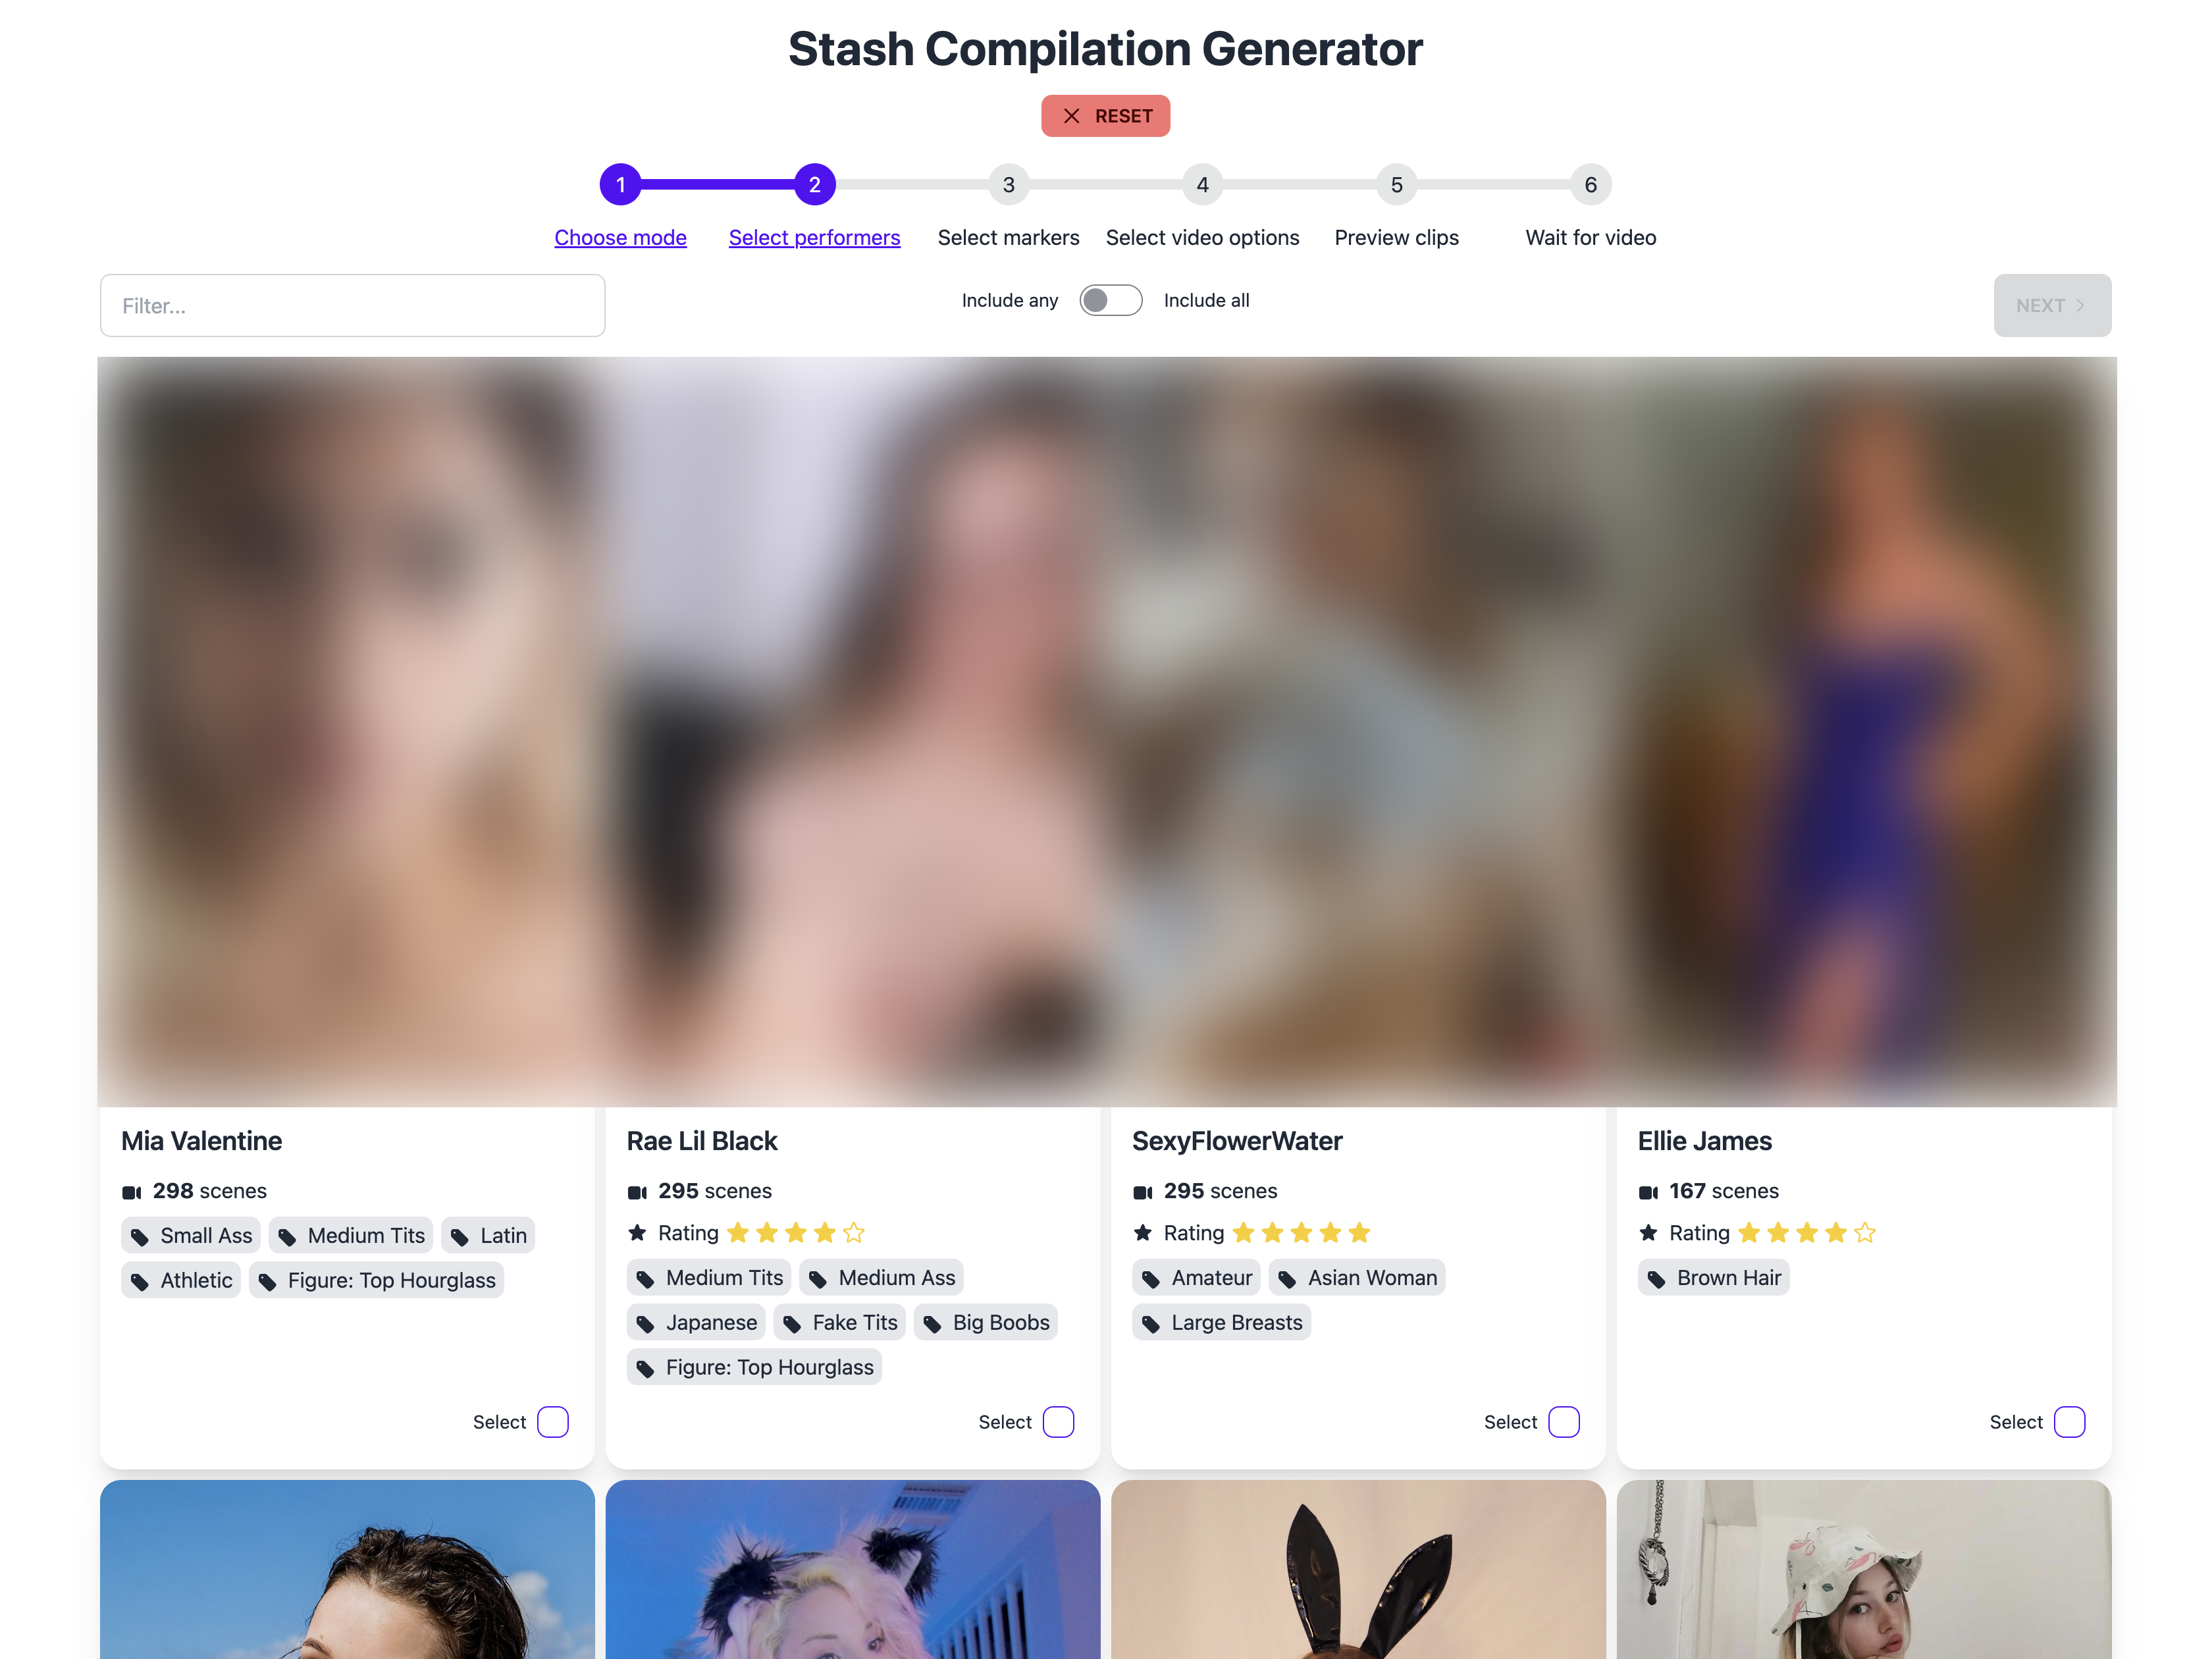 Stash Compilation Generator
RESET
1 2 3 4 5 6
Choose mode Select performers Select markers Select video options Preview clips Wait for video
Filter... Include any Include all NEXT
Mia Valentine
298 scenes
Small Ass Medium Tits Latin
Athletic Figure: Top Hourglass
Select
Rae Lil Black
295 scenes
Rating
Medium Tits Medium Ass
Japanese Fake Tits Big Boobs
Figure: Top Hourglass
Select
SexyFlowerWater
295 scenes
Rating
Amateur Asian Woman
Large Breasts
Select
Ellie James
167 scenes
Rating
Brown Hair
Select